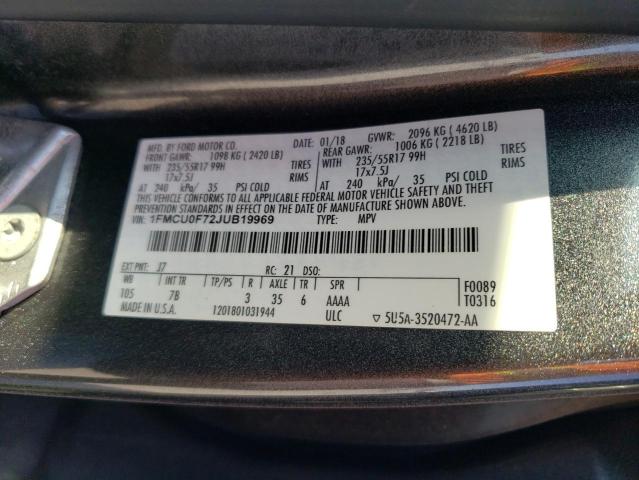 MFD. BY FORD MOTOR CO. 01/18 GVWR: 2096 KG ( 4620 LB)
FRONT GAWR: 1098 KG ( 2420 LB) REAR GAWR: 1006 KG ( 2218 LB)
WITH 235/55R17 99H TIRES WITH 235/55R17 99H TIRES
17x7.5J RIMS 17x7.5J RIMS
AT 240 kPa/ 35 PSI COLD AT 240 kPa/ 35 PSI COLD
THIS VEHICLE CONFORMS TO ALL APPLICABLE FEDERAL MOTOR VEHICLE SAFETY AND
THEFT PREVENTION STANDARDS IN EFFECT ON THE DATE OF MANUFACTURE SHOWN ABOVE.
VIN: 1FMCU0F72JUB19969 TYPE: MPV
EXT PNT: J7 RC: 21 DSO: F0089
WB INT TR TP/PS R AXLE TR SPR T0316
105 7B 3 35 6 AAAA
MADE IN U.S.A. 1201801031944 ULC ▽ 5U5A-3520472-AA